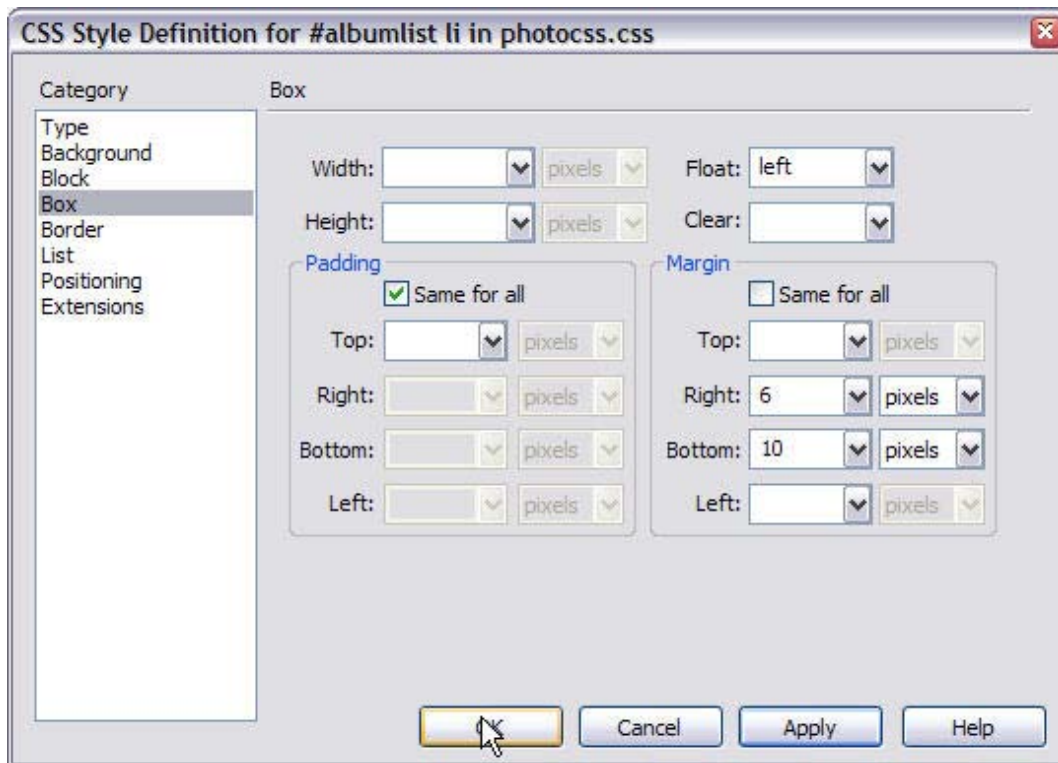 CSS Style Definition for #albumlist li in photocss.css
Category
Box
Type
Background
Block
Box
Border
List
Positioning
Extensions
Width: pixels Float: left
Height: pixels Clear:
Padding
Same for all
Top: pixels
Right: pixels
Bottom: pixels
Left: pixels
Margin
Same for all
Top: pixels
Right: 6 pixels
Bottom: 10 pixels
Left: pixels
OK Cancel Apply Help